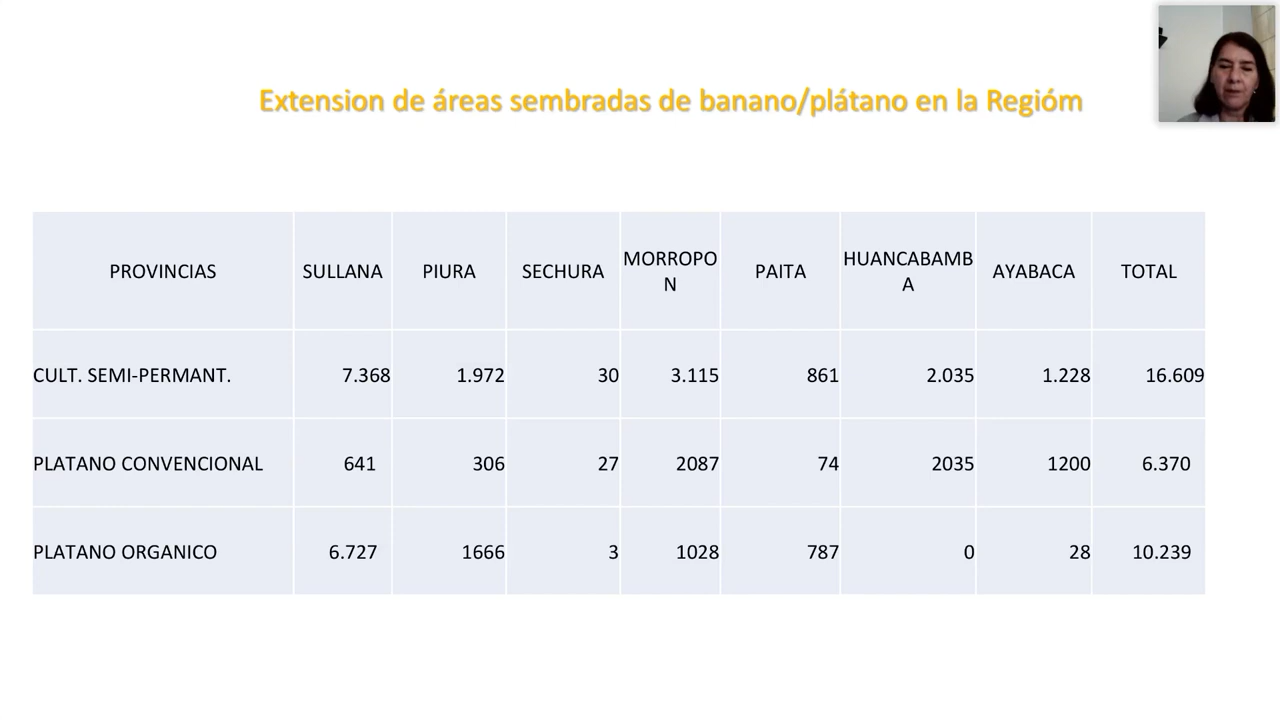 Extension de áreas sembradas de banano/plátano en la Regióm
PROVINCIAS SULLANA PIURA SECHURA MORROPO
N PAITA HUANCABAMB
A AYABACA TOTAL
CULT. SEMI-PERMANT. 7.368 1.972 30 3.115 861 2.035 1.228 16.609
PLATANO CONVENCIONAL 641 306 27 2087 74 2035 1200 6.370
PLATANO ORGANICO 6.727 1666 3 1028 787 0 28 10.239